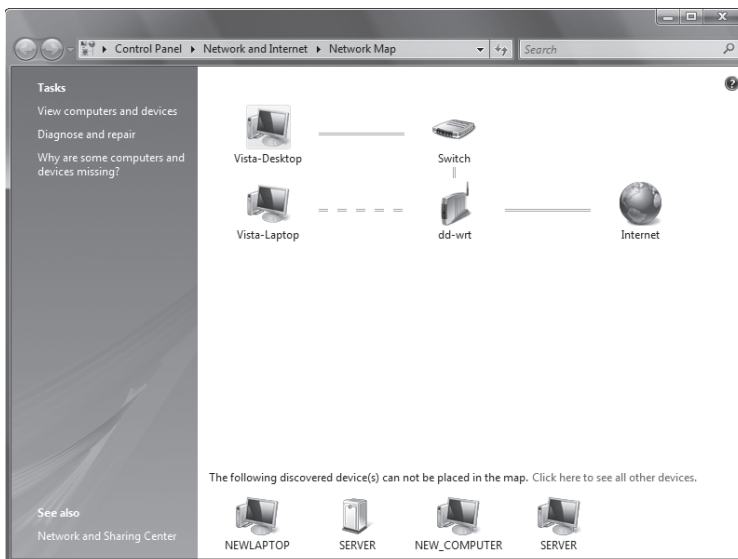 Control Panel ▸ Network and Internet ▸ Network Map
Search
Tasks
View computers and devices
Diagnose and repair
Why are some computers and
devices missing?
Vista-Desktop
Switch
Vista-Laptop
dd-wrt
Internet
The following discovered device(s) can not be placed in the map. Click here to see all other devices.
NEWLAPTOP
SERVER
NEW_COMPUTER
SERVER
See also
Network and Sharing Center